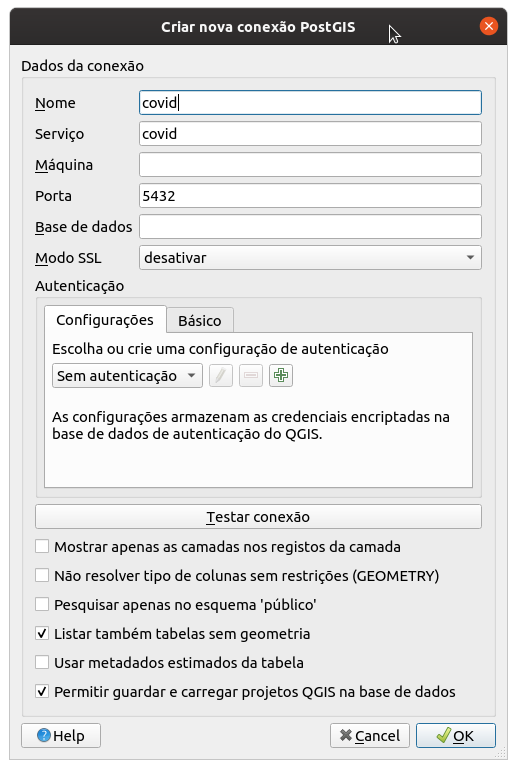 Criar nova conexão PostGIS
Dados da conexão
Nome covid
Serviço covid
Máquina
Porta 5432
Base de dados
Modo SSL desativar
Autenticação
Configurações Básico
Escolha ou crie uma configuração de autenticação
Sem autenticação
As configurações armazenam as credenciais encriptadas na
base de dados de autenticação do QGIS.
Testar conexão
Mostrar apenas as camadas nos registos da camada
Não resolver tipo de colunas sem restrições (GEOMETRY)
Pesquisar apenas no esquema 'público'
Listar também tabelas sem geometria
Usar metadados estimados da tabela
Permitir guardar e carregar projetos QGIS na base de dados
Help Cancel OK